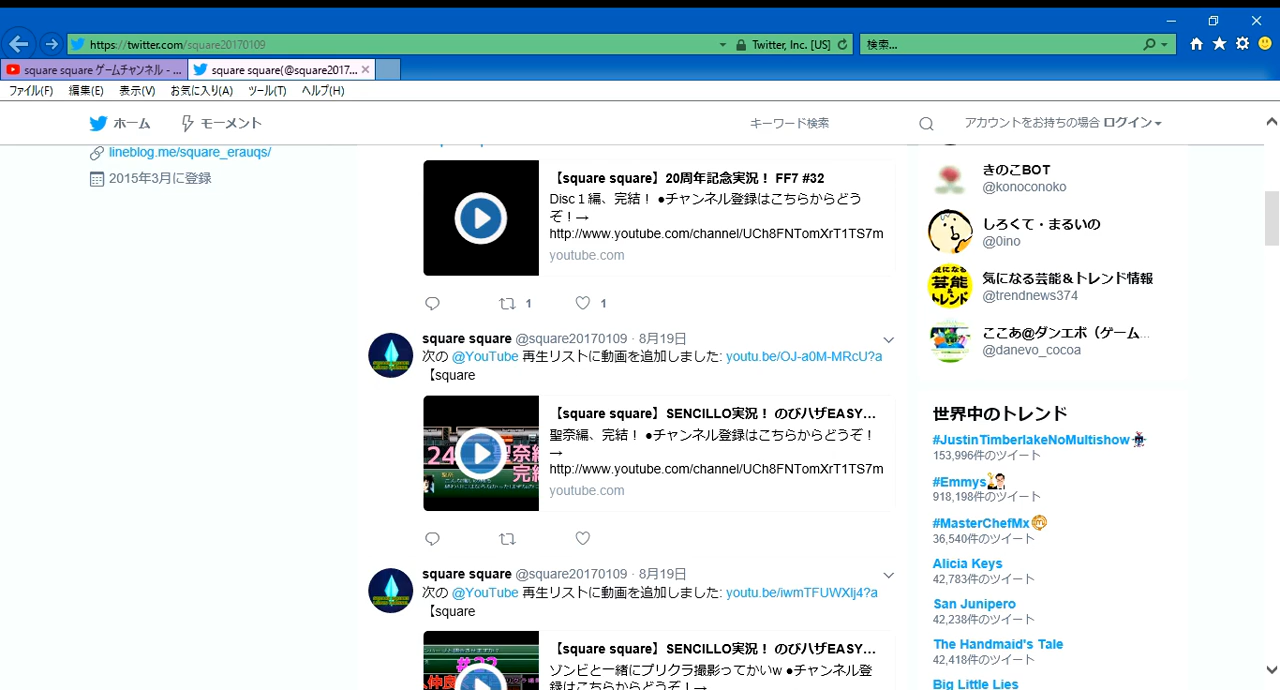 https://twitter.com/square20170109
Twitter, Inc. [US]
検索...
square square ゲームチャンネル - ...
square square(@square2017...
ファイル(F) 編集(E) 表示(V) お気に入り(A) ツール(T) ヘルプ(H)
ホーム モーメント
キーワード検索
アカウントをお持ちの場合 ログイン
lineblog.me/square_erauqs/
2015年3月に登録
【square square】20周年記念実況！ FF7 #32
Disc１編、完結！ ●チャンネル登録はこちらからどう
ぞ！→
http://www.youtube.com/channel/UCh8FNTomXrT1TS7m
youtube.com
1 1
square square @square20170109 · 8月19日
次の @YouTube 再生リストに動画を追加しました: youtu.be/OJ-a0M-MRcU?a
【square
【square square】SENCILLO実況！ のびハザEASY…
聖奈編、完結！ ●チャンネル登録はこちらからどうぞ！
→
http://www.youtube.com/channel/UCh8FNTomXrT1TS7m
youtube.com
24
聖奈編
完結
square square @square20170109 · 8月19日
次の @YouTube 再生リストに動画を追加しました: youtu.be/iwmTFUWXlj4?a
【square
【square square】SENCILLO実況！ のびハザEASY…
ゾンビと一緒にプリクラ撮影ってかいw ●チャンネル登
録はこちらからどうぞ！→
きのこBOT
@konoconoko
しろくて・まるいの
@0ino
気になる芸能＆トレンド情報
@trendnews374
気になる
芸能
&
トレンド
ここあ@ダンエボ（ゲーム...
@danevo_cocoa
世界中のトレンド
#JustinTimberlakeNoMultishow
153,996件のツイート
#Emmys
918,198件のツイート
#MasterChefMx
36,540件のツイート
Alicia Keys
42,783件のツイート
San Junipero
42,238件のツイート
The Handmaid's Tale
42,418件のツイート
Big Little Lies